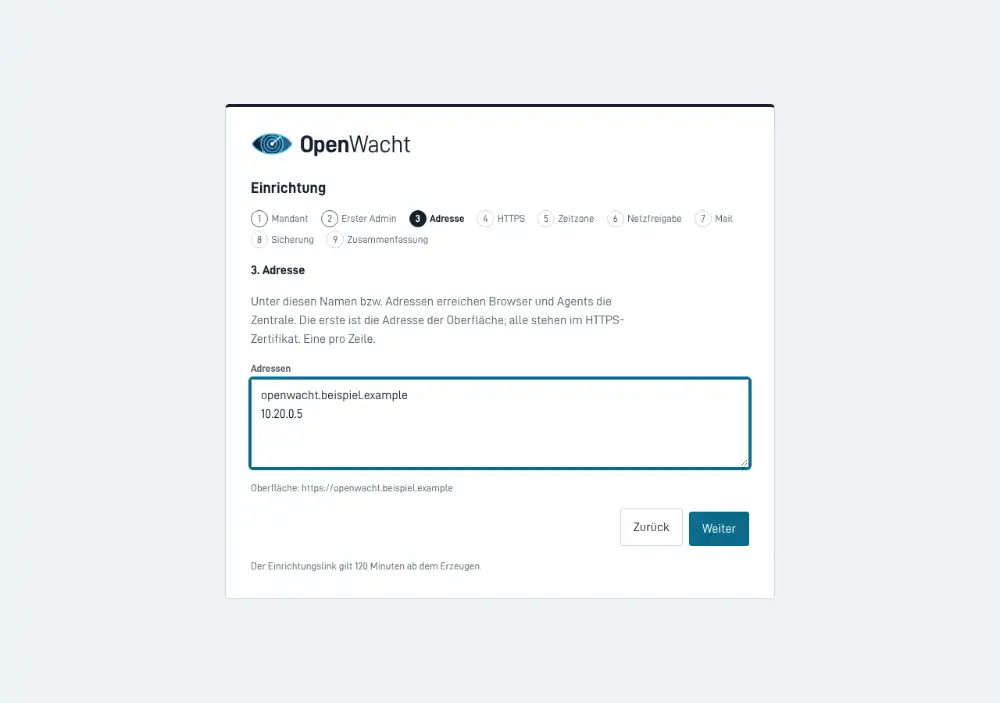 OpenWacht
Einrichtung
1 Mandant 2 Erster Admin 3 Adresse 4 HTTPS 5 Zeitzone 6 Netzfreigabe 7 Mail
8 Sicherung 9 Zusammenfassung
3. Adresse
Unter diesen Namen bzw. Adressen erreichen Browser und Agents die
Zentrale. Die erste ist die Adresse der Oberfläche; alle stehen im HTTPS-
Zertifikat. Eine pro Zeile.
Adressen
openwacht.beispiel.example
10.20.0.5
Oberfläche: https://openwacht.beispiel.example
Zurück Weiter
Der Einrichtungslink gilt 120 Minuten ab dem Erzeugen.